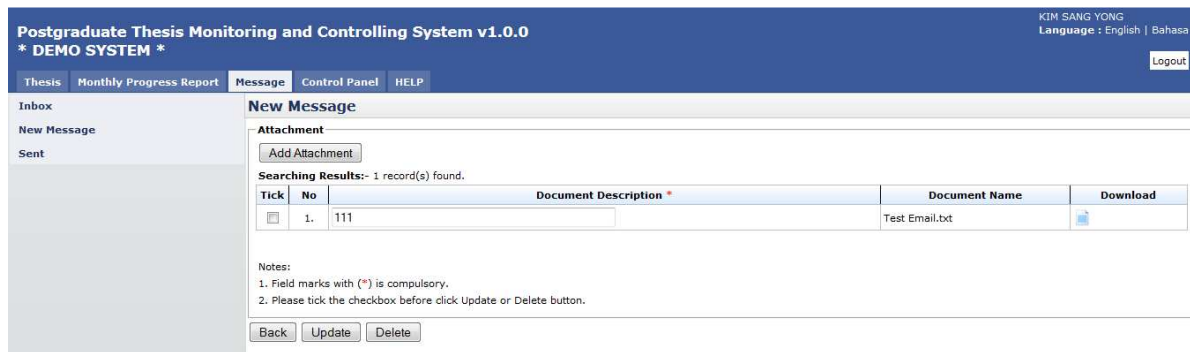 KIM SANG YONG
Postgraduate Thesis Monitoring and Controlling System v1.0.0
Language : English | Bahasa
* DEMO SYSTEM *
Logout
Thesis Monthly Progress Report Message Control Panel HELP
Inbox
New Message
Sent
New Message
Attachment
Add Attachment
Searching Results:- 1 record(s) found.
Tick No Document Description * Document Name Download
1. 111 Test Email.txt
Notes:
1. Field marks with (*) is compulsory.
2. Please tick the checkbox before click Update or Delete button.
Back Update Delete